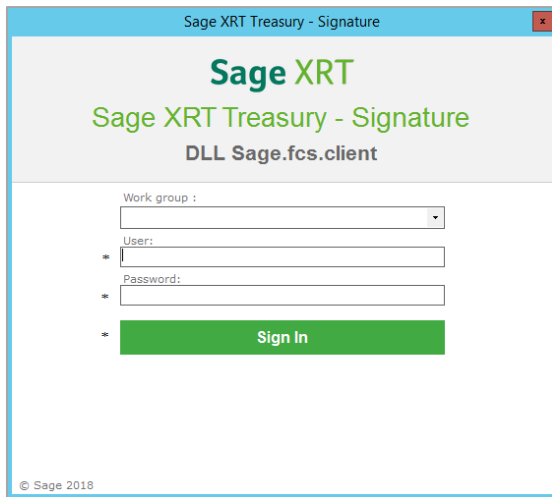 Sage XRT Treasury - Signature
x
Sage XRT
Sage XRT Treasury - Signature
DLL Sage.fcs.client
Work group :
User:
*
Password:
*
* Sign In
© Sage 2018